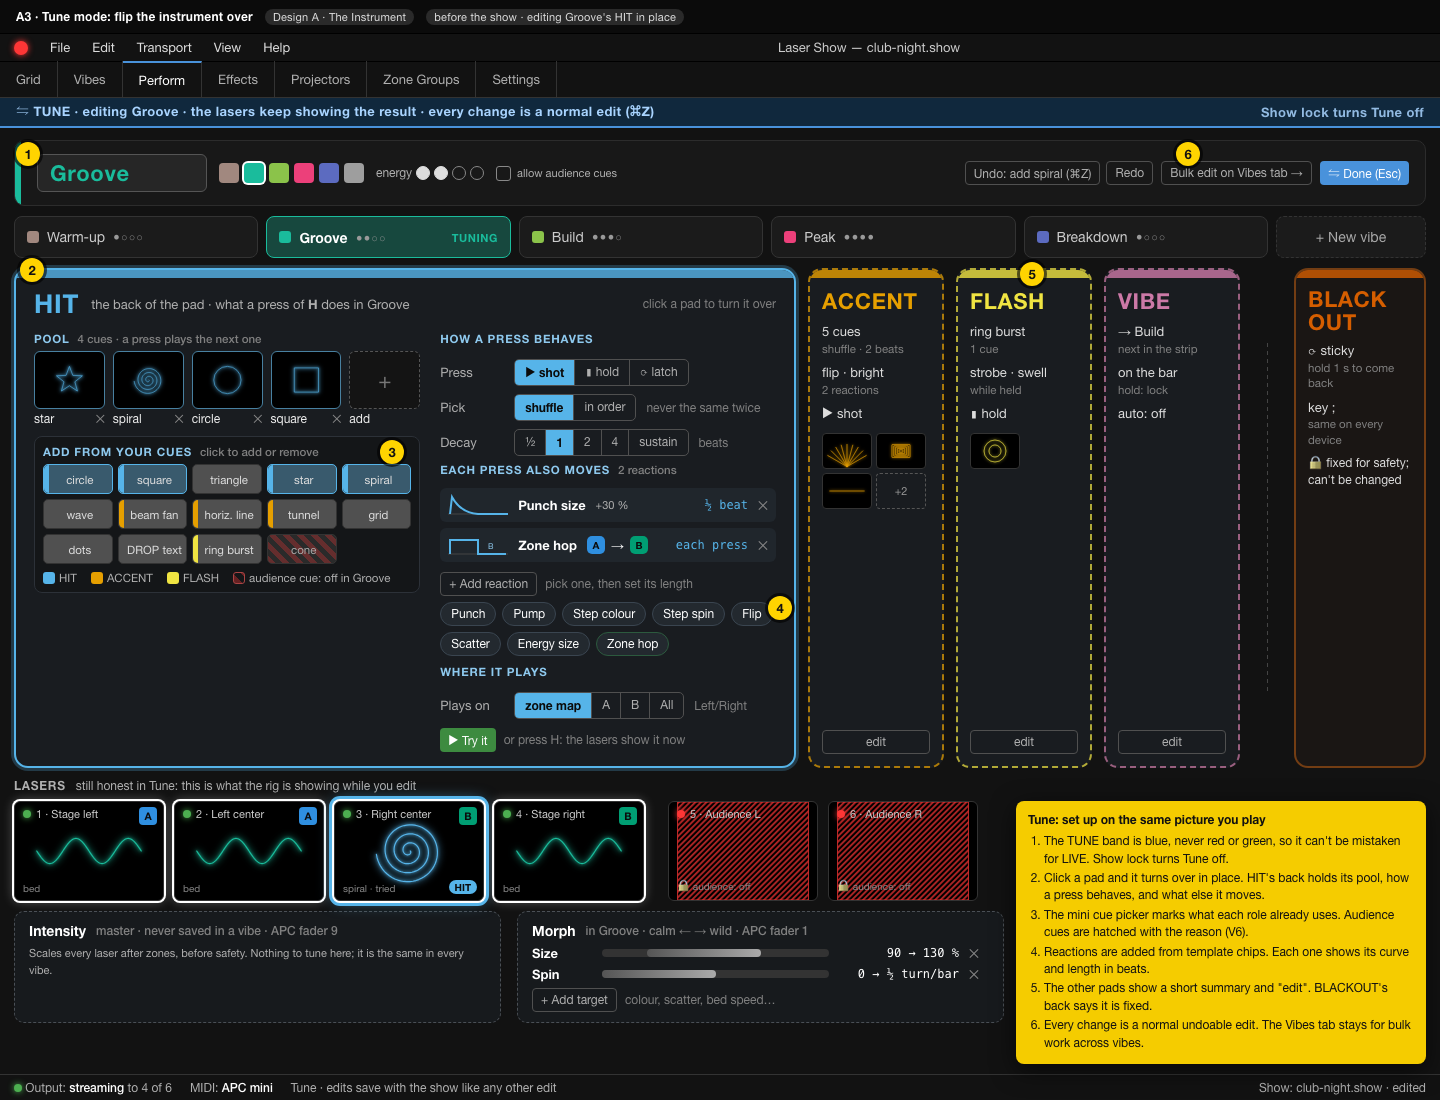 A3 · Tune mode: flip the instrument over Design A · The Instrument before the show · editing Groove's HIT in place
File Edit Transport View Help Laser Show — club-night.show
Grid Vibes Perform Effects Projectors Zone Groups Settings
⇆ TUNE · editing Groove · the lasers keep showing the result · every change is a normal edit (⌘Z) Show lock turns Tune off
1 6
Groove energy allow audience cues Undo: add spiral (⌘Z) Redo Bulk edit on Vibes tab → ⇆ Done (Esc)
Warm-up Groove TUNING Build Peak Breakdown + New vibe
2 5
HIT the back of the pad · what a press of H does in Groove click a pad to turn it over
POOL 4 cues · a press plays the next one
star × spiral × circle × square × + add
ADD FROM YOUR CUES click to add or remove 3
circle square triangle star spiral
wave beam fan horiz. line tunnel grid
dots DROP text ring burst cone
HIT ACCENT FLASH audience cue: off in Groove
HOW A PRESS BEHAVES
Press ▶ shot ▮ hold ⟳ latch
Pick shuffle in order never the same twice
Decay ½ 1 2 4 sustain beats
EACH PRESS ALSO MOVES 2 reactions
Punch size +30 % ½ beat ×
B Zone hop A → B each press ×
+ Add reaction pick one, then set its length
Punch Pump Step colour Step spin Flip 4
Scatter Energy size Zone hop
WHERE IT PLAYS
Plays on zone map A B All Left/Right
▶ Try it or press H: the lasers show it now
ACCENT
5 cues
shuffle · 2 beats
flip · bright
2 reactions
▶ shot
+2
edit
FLASH
ring burst
1 cue
strobe · swell
while held
▮ hold
edit
VIBE
→ Build
next in the strip
on the bar
hold: lock
auto: off
edit
BLACK
OUT
⟳ sticky
hold 1 s to come
back
key ;
same on every
device
🔒 fixed for safety;
can't be changed
LASERS still honest in Tune: this is what the rig is showing while you edit
1 · Stage left A
bed
2 · Left center A
bed
3 · Right center B
spiral · tried HIT
4 · Stage right B
bed
5 · Audience L
🔒 audience: off
6 · Audience R
🔒 audience: off
Intensity master · never saved in a vibe · APC fader 9
Scales every laser after zones, before safety. Nothing to tune here; it is the same in every
vibe.
Morph in Groove · calm ←→ wild · APC fader 1
Size 90 → 130 % ×
Spin 0 → ½ turn/bar ×
+ Add target colour, scatter, bed speed…
Tune: set up on the same picture you play
1. The TUNE band is blue, never red or green, so it can't be mistaken
for LIVE. Show lock turns Tune off.
2. Click a pad and it turns over in place. HIT's back holds its pool, how
a press behaves, and what else it moves.
3. The mini cue picker marks what each role already uses. Audience
cues are hatched with the reason (V6).
4. Reactions are added from template chips. Each one shows its curve
and length in beats.
5. The other pads show a short summary and "edit". BLACKOUT's
back says it is fixed.
6. Every change is a normal undoable edit. The Vibes tab stays for bulk
work across vibes.
Output: streaming to 4 of 6 MIDI: APC mini Tune · edits save with the show like any other edit Show: club-night.show · edited